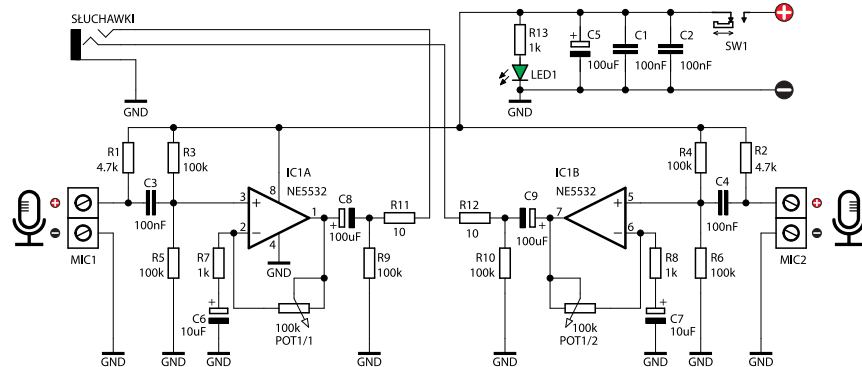 SŁUCHAWKI
GND
R13
1k
LED1
GND
C5
100uF
C1
100nF
C2
100nF
SW1
R1
4.7k
R3
100k
C3
100nF
MIC1
R5
100k
IC1A
NE5532
8
3
2
1
4
GND
R7
1k
C6
10uF
100k
POT1/1
C8
100uF
R9
100k
R11
10
R12
10
R10
100k
C9
100uF
IC1B
NE5532
7
5
6
R8
1k
C7
10uF
100k
POT1/2
R4
100k
R2
4.7k
C4
100nF
R6
100k
MIC2
GND
GND
GND
GND
GND
GND
GND
GND